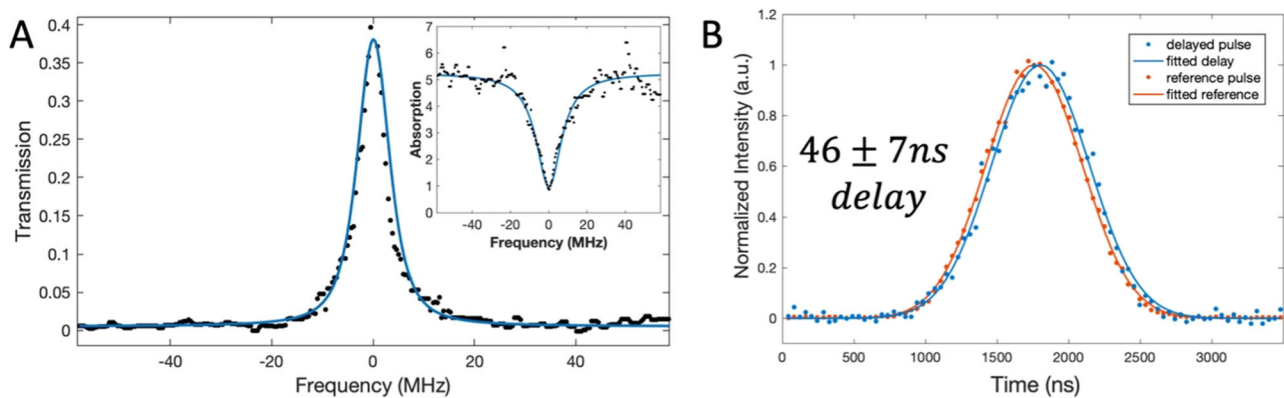 A
Transmission
0.4
0.35
0.3
0.25
0.2
0.15
0.1
0.05
0
-40
-20
0
20
40
Frequency (MHz)
Absorption
7
6
5
4
3
2
1
0
-40
-20
0
20
40
Frequency (MHz)
B
Normalized Intensity (a.u.)
1.2
1
0.8
0.6
0.4
0.2
0
0
500
1000
1500
2000
2500
3000
Time (ns)
46 ± 7ns
delay
delayed pulse
fitted delay
reference pulse
fitted reference